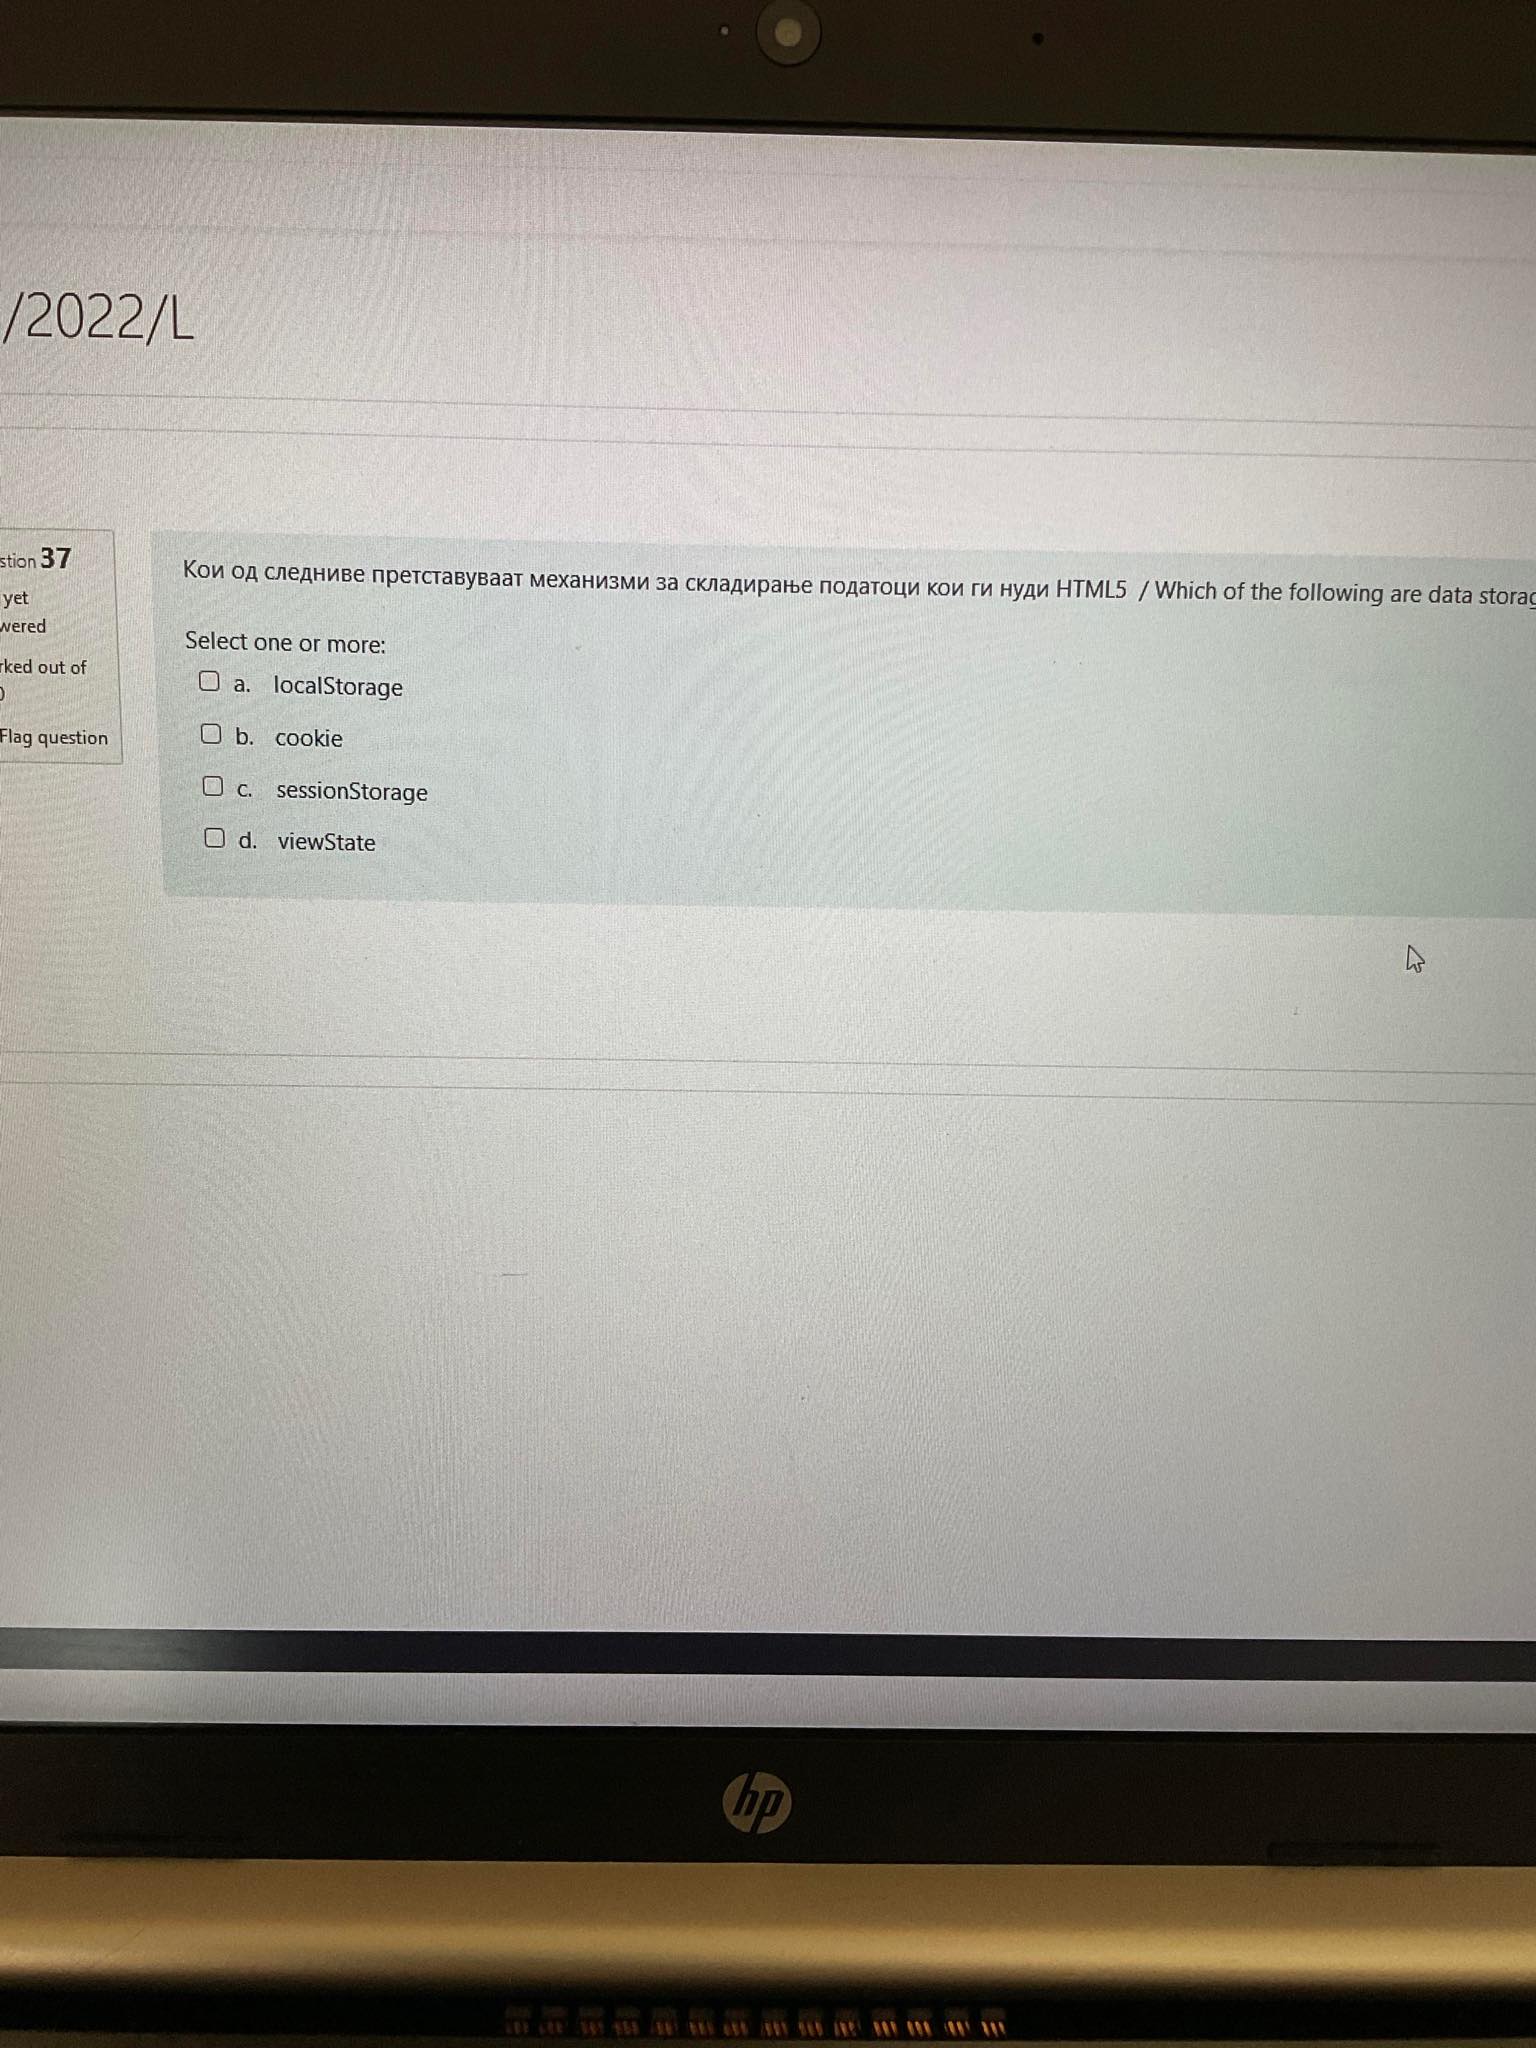 /2022/L
stion 37
yet
wered
rked out of
Flag question
Кои од следниве претставуваат механизми за складирање податоци кои ги нуди HTML5 / Which of the following are data storag
Select one or more:
a. localStorage
b. cookie
c. sessionStorage
d. viewState
hp